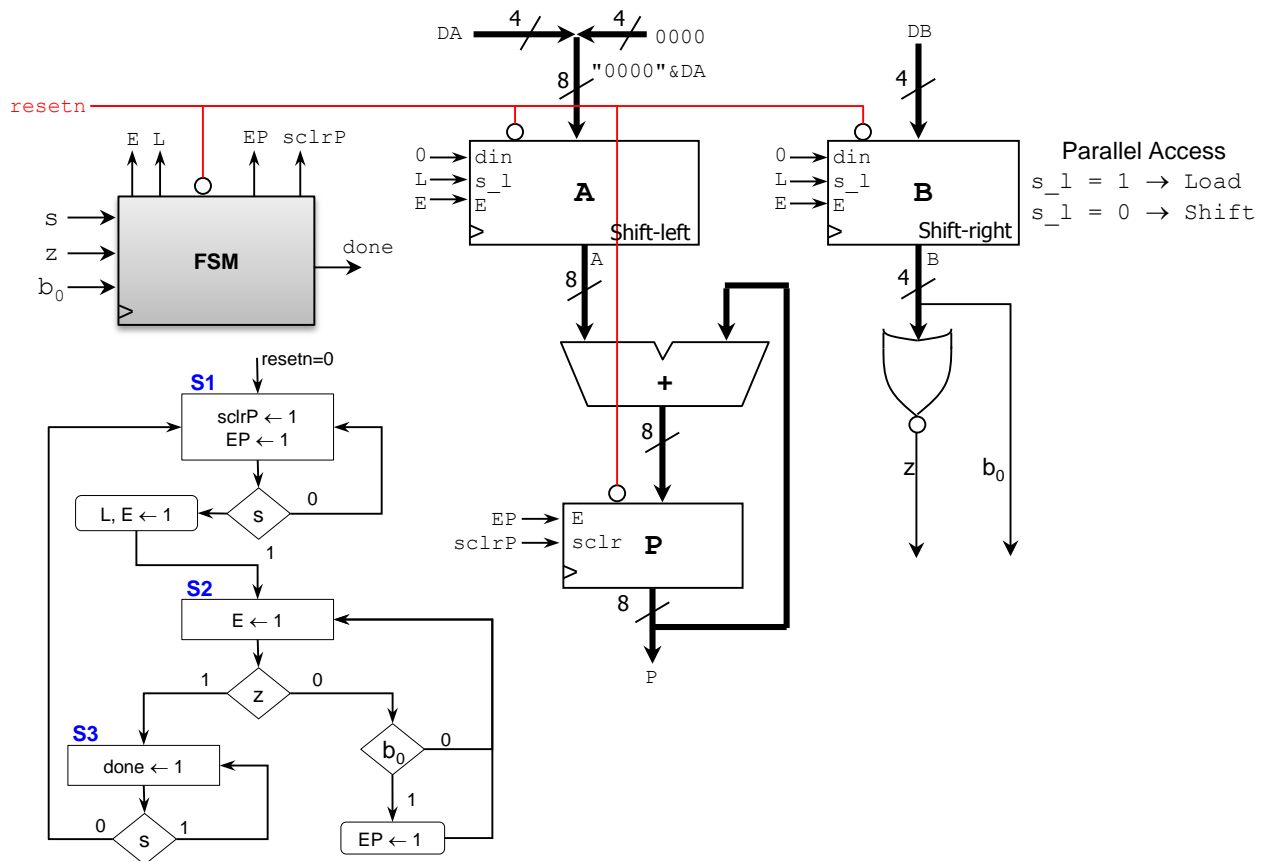 DA
4
4
0000
DB
8
"0000"&DA
4
resetn
E
L
EP
sclrP
s
z
b0
FSM
done
0
din
L
s_l
E
E
A
Shift-left
0
din
L
s_l
E
E
B
Shift-right
Parallel Access
s_l = 1 → Load
s_l = 0 → Shift
A
8
B
4
+
8
z
b0
EP
E
sclrP
sclr
P
8
P
resetn=0
S1
sclrP ← 1
EP ← 1
s
0
L, E ← 1
1
S2
E ← 1
z
1
0
S3
done ← 1
s
0
1
b0
0
1
EP ← 1